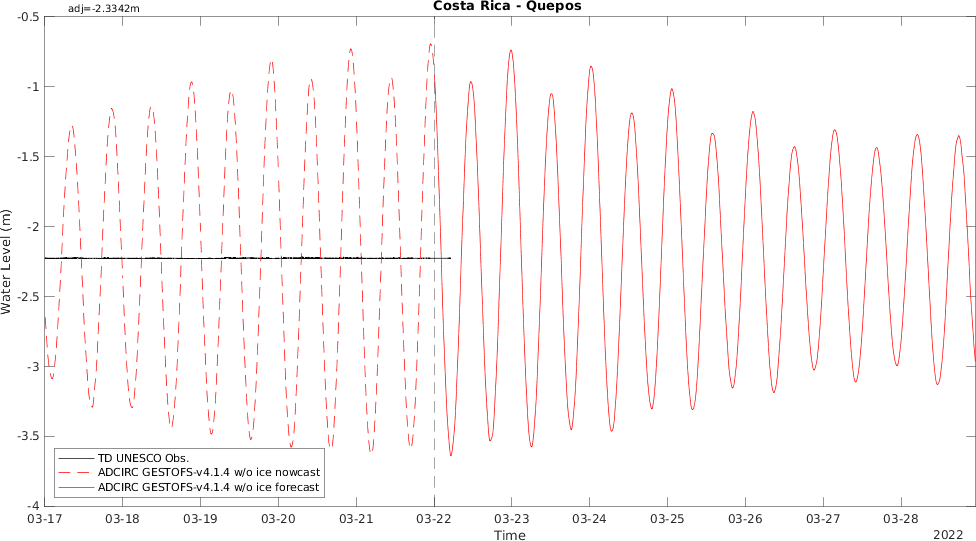 Costa Rica - Quepos
adj=-2.3342m
-0.5
-1
-1.5
-2
-2.5
-3
-3.5
-4
Water Level (m)
TD UNESCO Obs.
ADCIRC GESTOFS-v4.1.4 w/o ice nowcast
ADCIRC GESTOFS-v4.1.4 w/o ice forecast
03-17 03-18 03-19 03-20 03-21 03-22 03-23 03-24 03-25 03-26 03-27 03-28
Time
2022